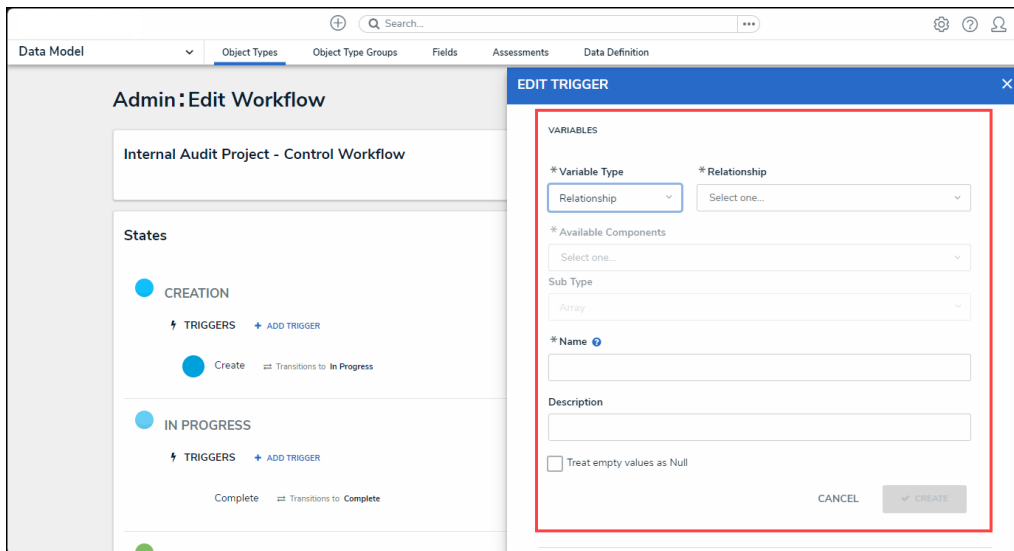 Search...
Data Model
Object Types
Object Type Groups
Fields
Assessments
Data Definition
Admin:Edit Workflow
Internal Audit Project - Control Workflow
States
CREATION
TRIGGERS + ADD TRIGGER
Create Transitions to In Progress
IN PROGRESS
TRIGGERS + ADD TRIGGER
Complete Transitions to Complete
EDIT TRIGGER
VARIABLES
* Variable Type * Relationship
Relationship Select one...
* Available Components
Select one...
Sub Type
Array
* Name
Description
Treat empty values as Null
CANCEL CREATE